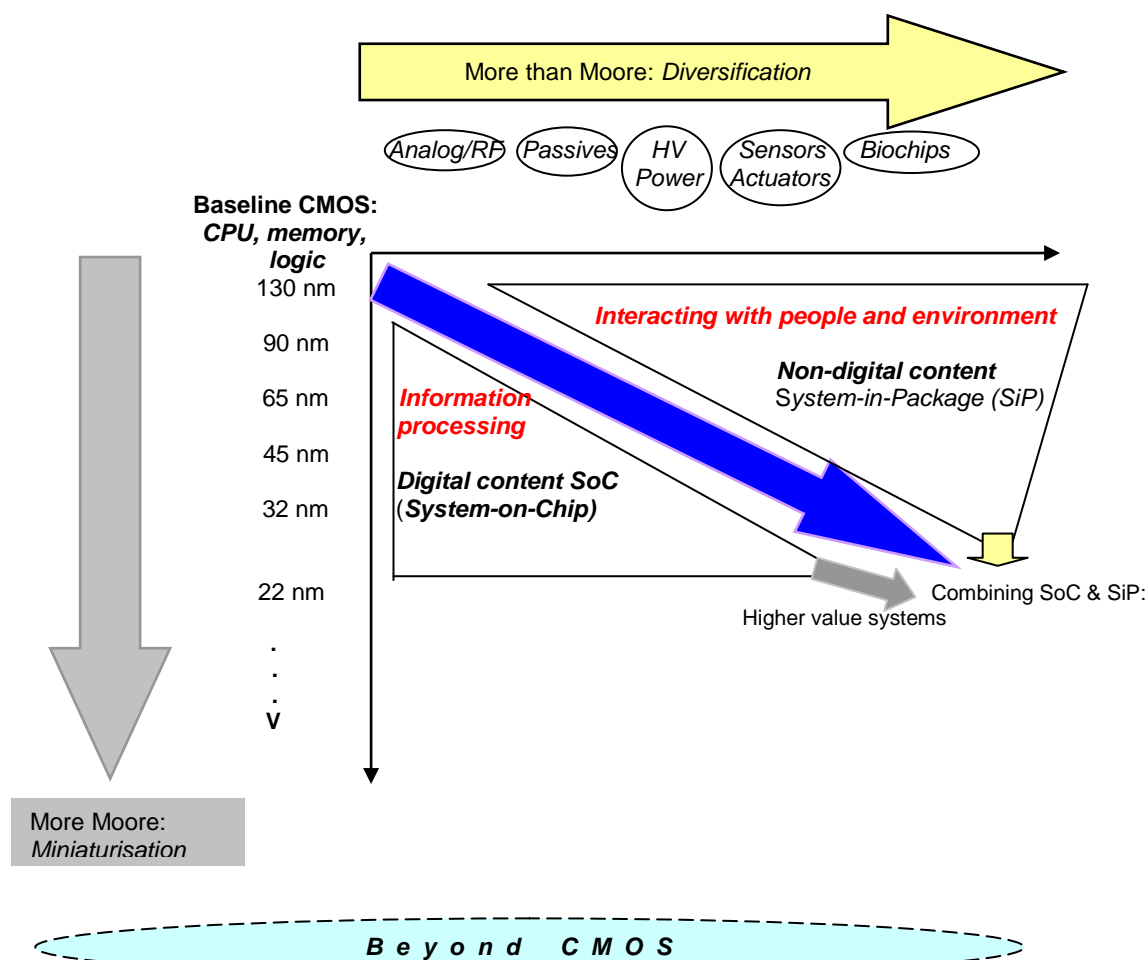 More than Moore: Diversification
Analog/RF
Passives
HV
Power
Sensors
Actuators
Biochips
Baseline CMOS:
CPU, memory,
logic
130 nm
90 nm
65 nm
45 nm
32 nm
22 nm
.
.
.
V
Interacting with people and environment
Non-digital content
System-in-Package (SiP)
Information
processing
Digital content SoC
(System-on-Chip)
Combining SoC & SiP:
Higher value systems
More Moore:
Miniaturisation
Beyond CMOS